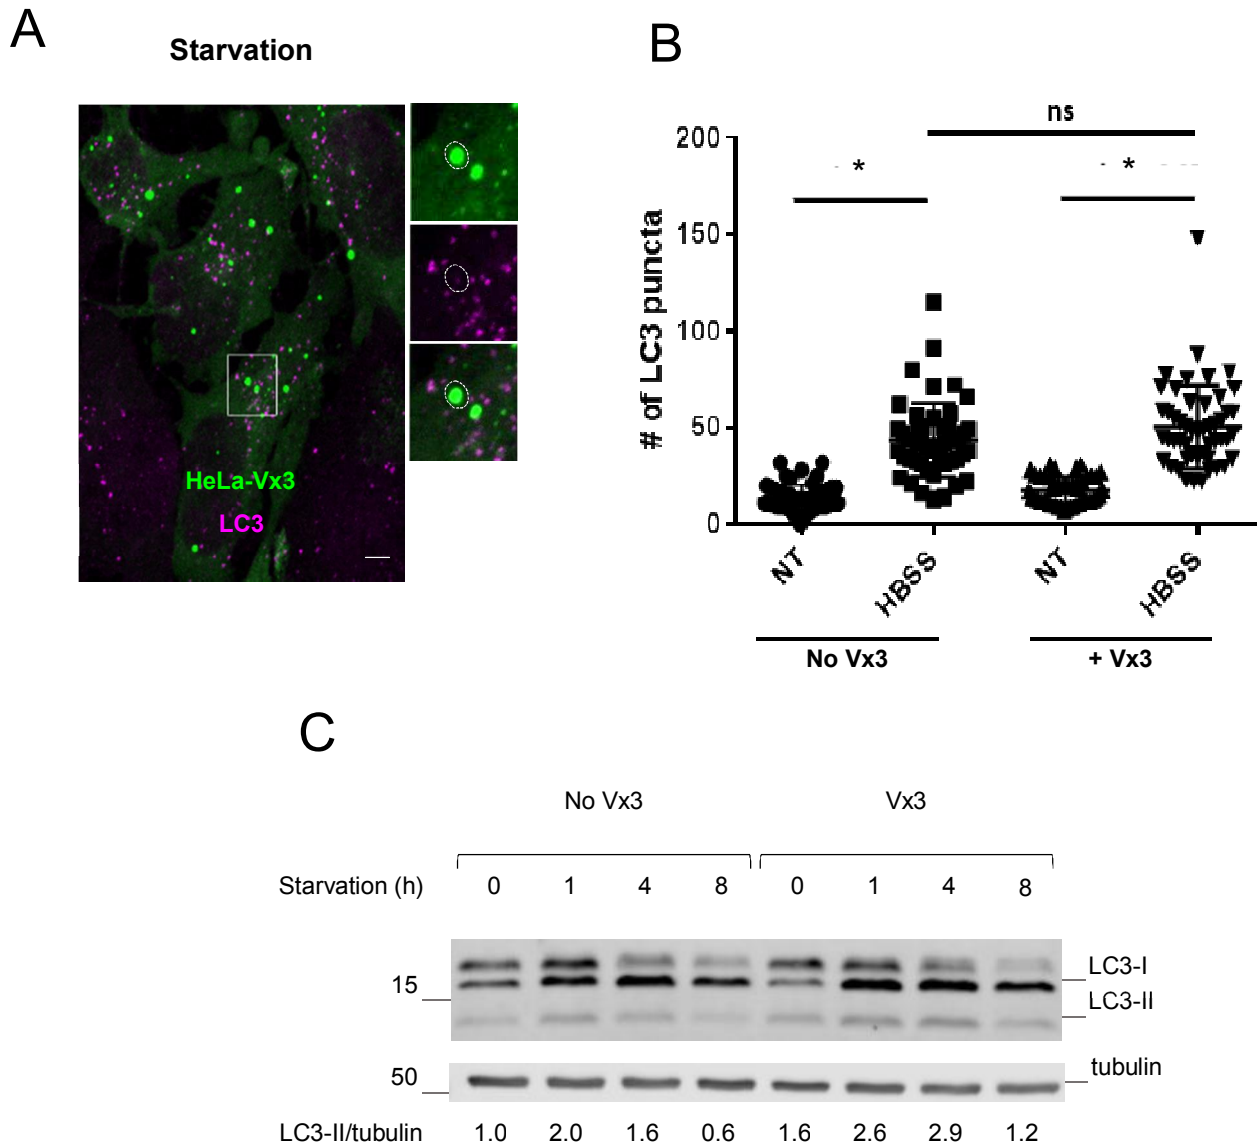 A
Starvation
HeLa-Vx3
LC3
B
ns
* *
200
150
100
50
0
# of LC3 puncta
NT HBSS NT HBSS
No Vx3 + Vx3
C
No Vx3 Vx3
Starvation (h) 0 1 4 8 0 1 4 8
LC3-I
15
LC3-II
50
tubulin
LC3-II/tubulin 1.0 2.0 1.6 0.6 1.6 2.6 2.9 1.2